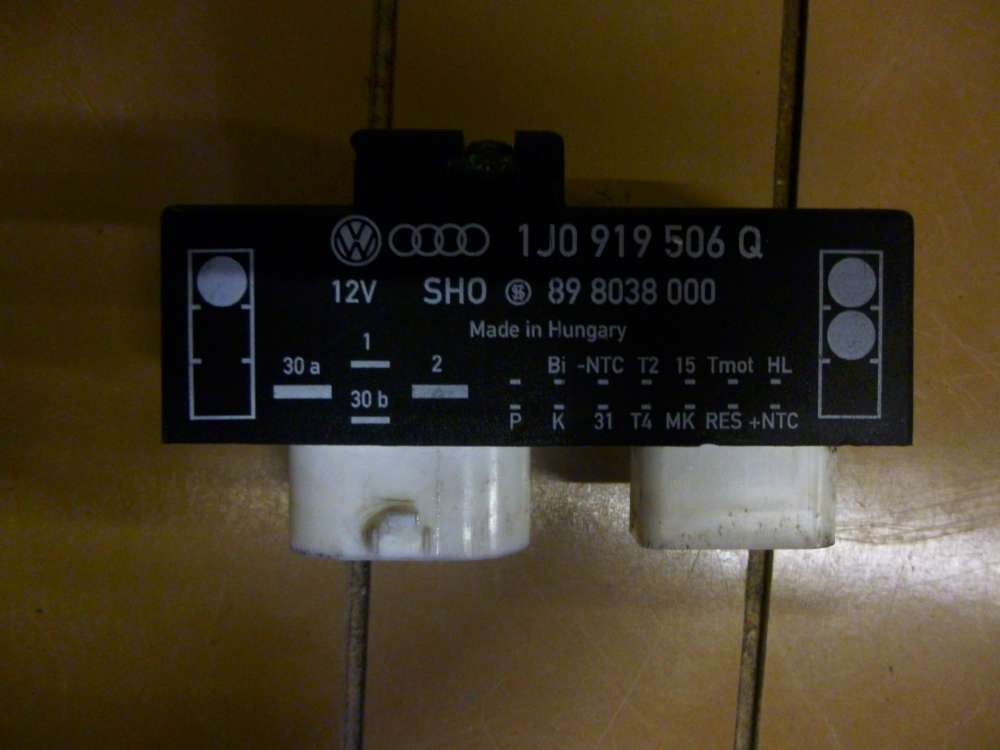 1J0 919 506 Q
12V SHO 89 8038 000
Made in Hungary
30 a 1 2
30 b
Bi -NTC T2 15 Tmot HL
P K 31 T4 MK RES +NTC